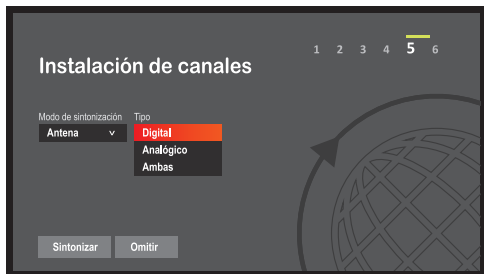 1 2 3 4 5 6
Instalación de canales
Modo de sintonización Tipo
Antena Digital
Analógico
Ambas
Sintonizar Omitir